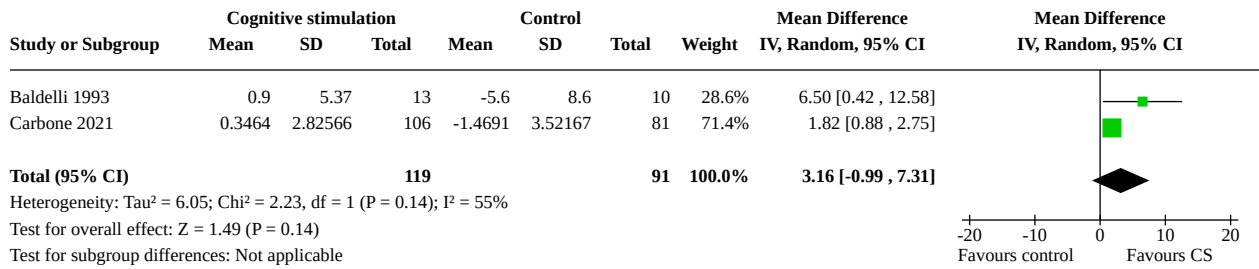 Cognitive stimulation Control Mean Difference Mean Difference
Study or Subgroup Mean SD Total Mean SD Total Weight IV, Random, 95% CI IV, Random, 95% CI
Baldelli 1993 0.9 5.37 13 -5.6 8.6 10 28.6% 6.50 [0.42 , 12.58]
Carbone 2021 0.3464 2.82566 106 -1.4691 3.52167 81 71.4% 1.82 [0.88 , 2.75]
Total (95% CI) 119 91 100.0% 3.16 [-0.99 , 7.31]
Heterogeneity: Tau² = 6.05; Chi² = 2.23, df = 1 (P = 0.14); I² = 55%
Test for overall effect: Z = 1.49 (P = 0.14)
Test for subgroup differences: Not applicable
-20 -10 0 10 20
Favours control Favours CS